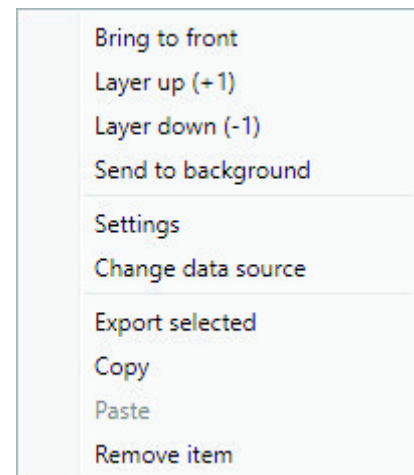 Bring to front
Layer up (+1)
Layer down (-1)
Send to background
Settings
Change data source
Export selected
Copy
Paste
Remove item